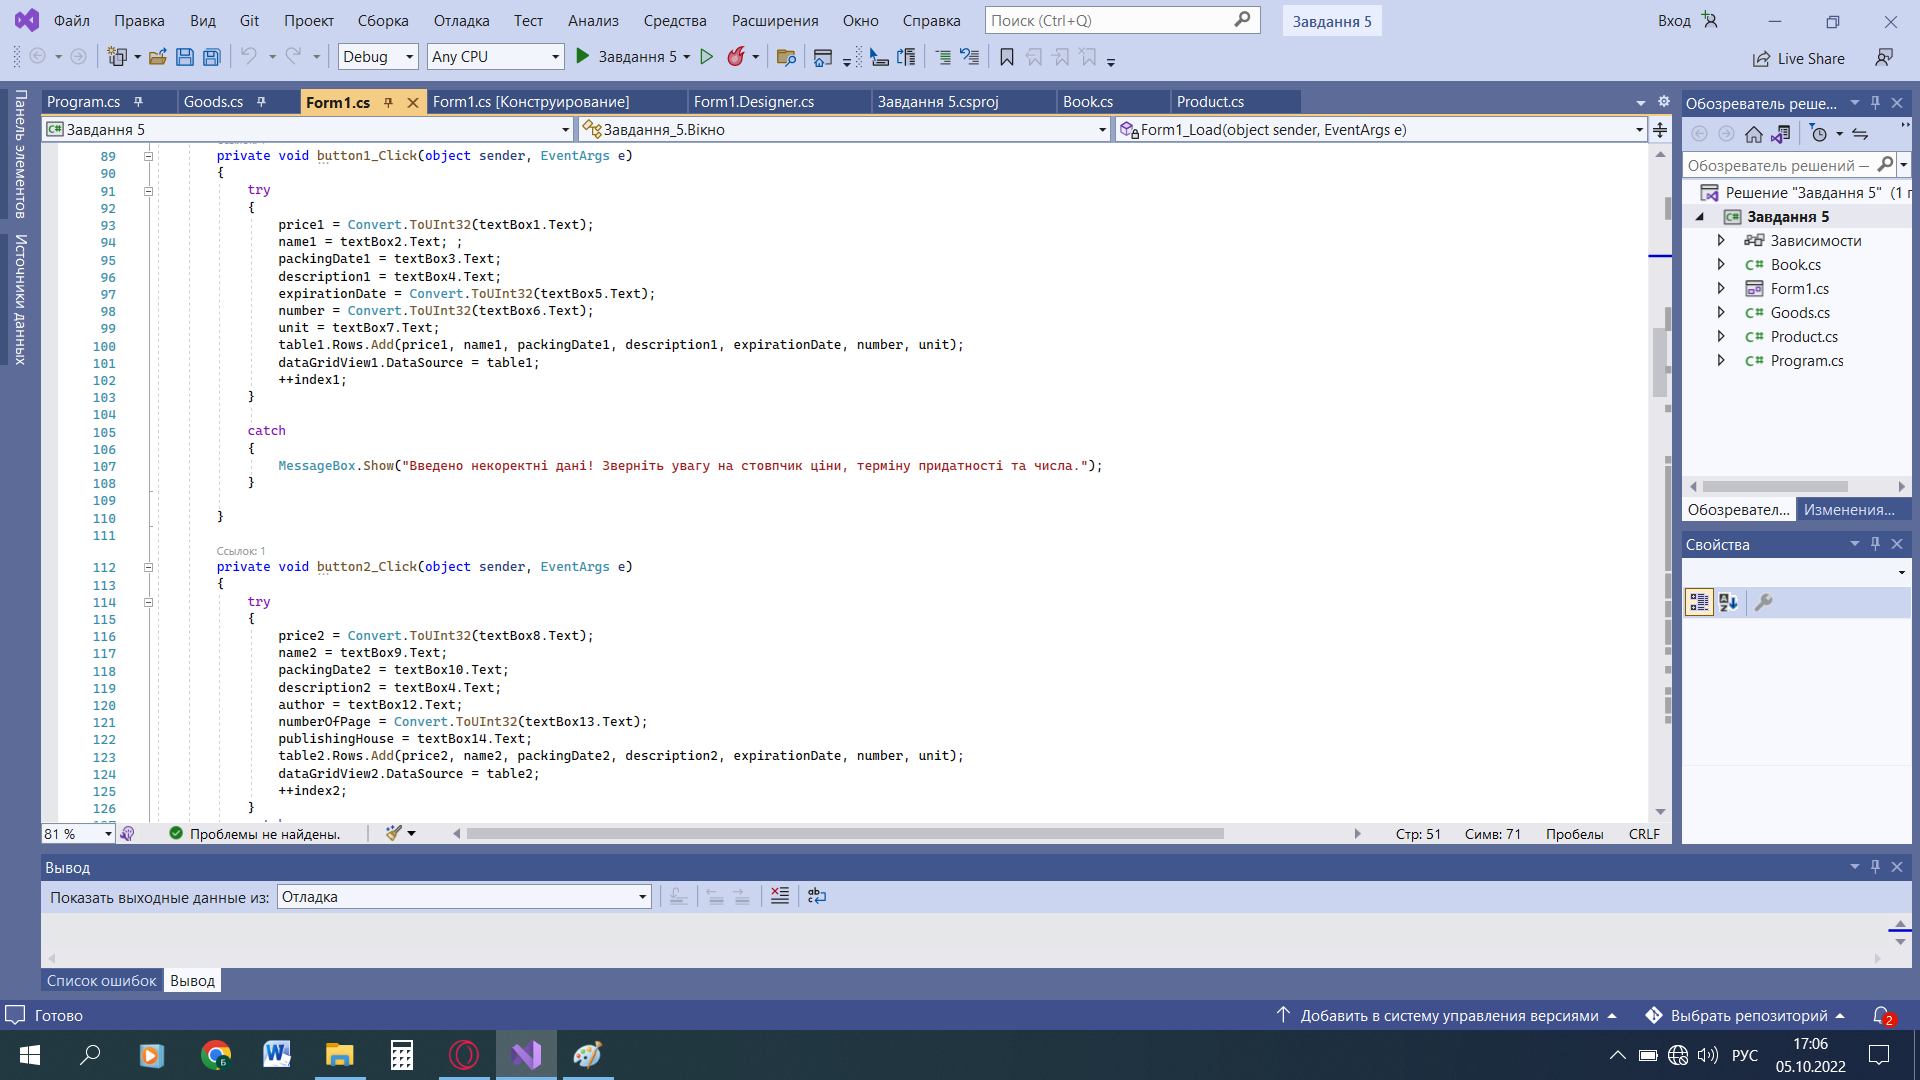 Файл Правка Вид Git Проект Сборка Отладка Тест Анализ Средства Расширения Окно Справка Поиск (Ctrl+Q) Завдання 5 Вход
Debug Any CPU Завдання 5 Live Share
Панель элементов
Источники данных
Program.cs Goods.cs Form1.cs Form1.cs [Конструирование] Form1.Designer.cs Завдання 5.csproj Book.cs Product.cs
C# Завдання 5 Завдання_5.Вікно Form1_Load(object sender, EventArgs e)
89 private void button1_Click(object sender, EventArgs e)
90 {
91 try
92 {
93 price1 = Convert.ToUInt32(textBox1.Text);
94 name1 = textBox2.Text; ;
95 packingDate1 = textBox3.Text;
96 description1 = textBox4.Text;
97 expirationDate = Convert.ToUInt32(textBox5.Text);
98 number = Convert.ToUInt32(textBox6.Text);
99 unit = textBox7.Text;
100 table1.Rows.Add(price1, name1, packingDate1, description1, expirationDate, number, unit);
101 dataGridView1.DataSource = table1;
102 ++index1;
103 }
104
105 catch
106 {
107 MessageBox.Show("Введено некоректні дані! Зверніть увагу на стовпчик ціни, терміну придатності та числа.");
108 }
109
110 }
111
Ссылок: 1
112 private void button2_Click(object sender, EventArgs e)
113 {
114 try
115 {
116 price2 = Convert.ToUInt32(textBox8.Text);
117 name2 = textBox9.Text;
118 packingDate2 = textBox10.Text;
119 description2 = textBox4.Text;
120 author = textBox12.Text;
121 numberOfPage = Convert.ToUInt32(textBox13.Text);
122 publishingHouse = textBox14.Text;
123 table2.Rows.Add(price2, name2, packingDate2, description2, expirationDate, number, unit);
124 dataGridView2.DataSource = table2;
125 ++index2;
126 }
81 % Проблемы не найдены. Стр: 51 Симв: 71 Пробелы CRLF
Обозреватель реше...
Обозреватель решений —
Решение "Завдання 5" (1 г
C# Завдання 5
Зависимости
C# Book.cs
Form1.cs
C# Goods.cs
C# Product.cs
C# Program.cs
Обозревател... Изменения...
Свойства
Вывод
Показать выходные данные из: Отладка
Список ошибок Вывод
Готово Добавить в систему управления версиями Выбрать репозиторий 2
РУС 17:06
05.10.2022